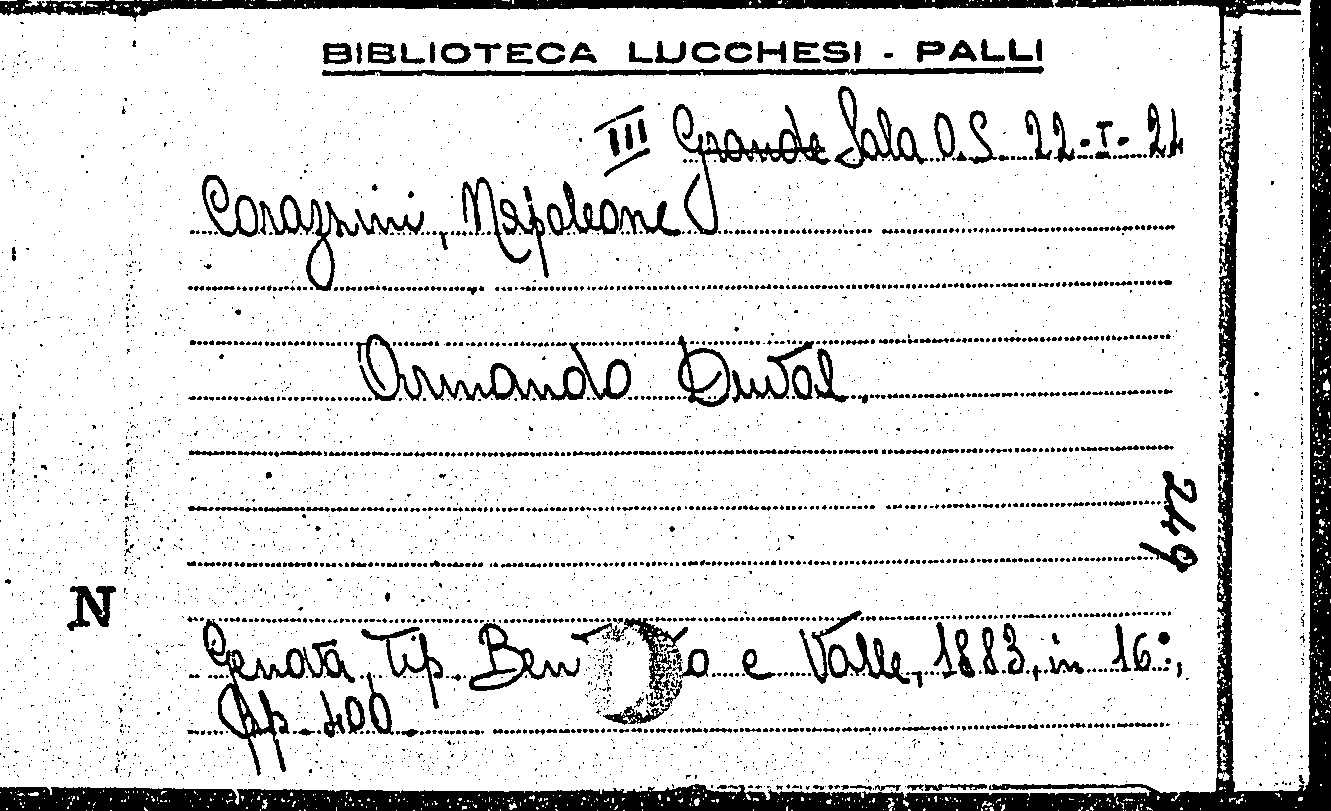 BIBLIOTECA LUCCHESI - PALLI
III Grande Sala O.S. 22-I-24
Corazzini, Napoleone
Armando Duval.
249
N
Genova, Tip. e Valle, 1883, in 16°,
pp. 400.